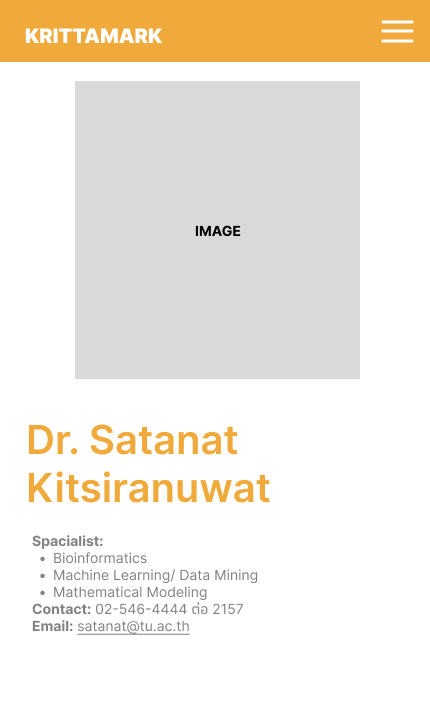 KRITTAMARK
IMAGE
Dr. Satanat
Kitsiranuwat
Spacialist:
• Bioinformatics
• Machine Learning/ Data Mining
• Mathematical Modeling
Contact: 02-546-4444 ต่อ 2157
Email: satanat@tu.ac.th